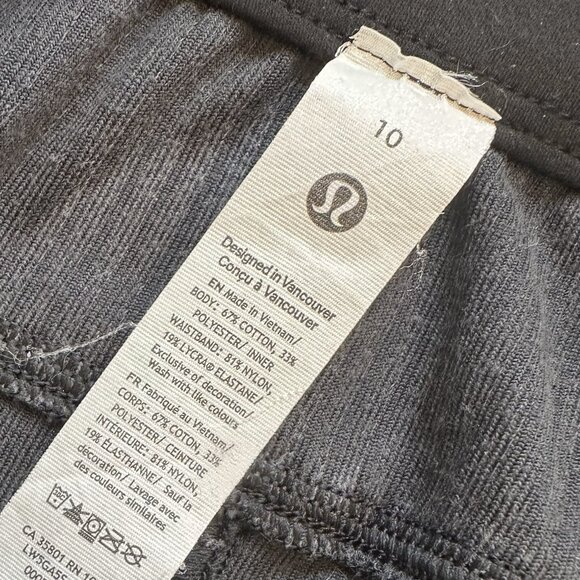 10
Designed in Vancouver
Conçu à Vancouver
EN Made in Vietnam/
BODY: 67% COTTON, 33%
POLYESTER/ INNER
WAISTBAND: 81% NYLON,
19% LYCRA® ELASTANE/
Exclusive of decoration/
Wash with like colours
FR Fabriqué au Vietnam/
CORPS: 67% COTON, 33%
POLYESTER/ CEINTURE
INTÉRIEURE: 81% NYLON,
19% ÉLASTHANNE/ Sauf la
décoration/ Lavage avec
des couleurs similaires
CA 35801 RN